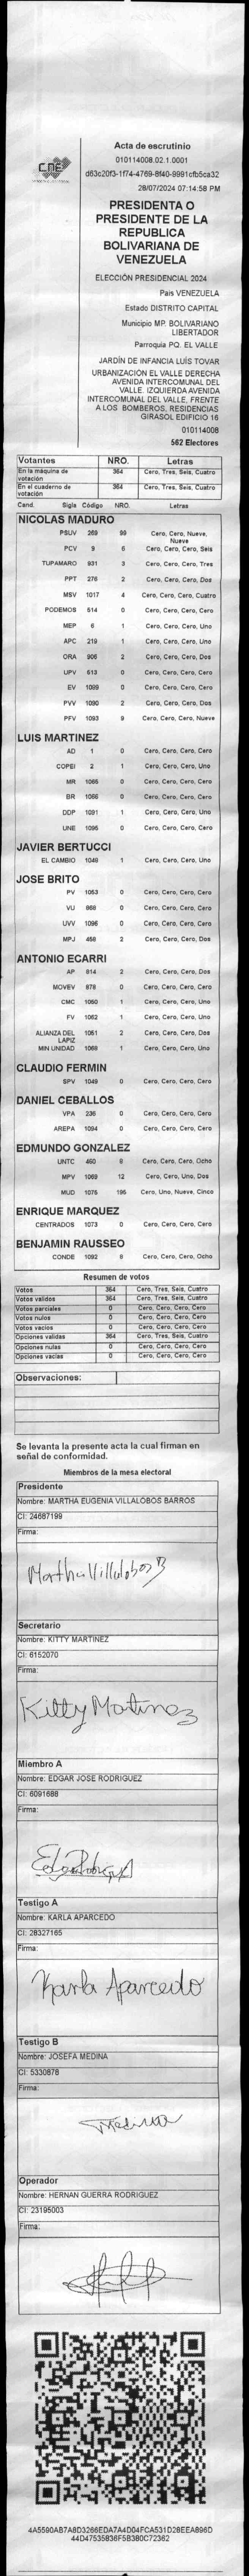 CNE
Acta de escrutinio
010114008.02.1.0001
d63c20f3-1f74-4769-8f40-9991cfb5ca32
28/07/2024 07:14:58 PM
PRESIDENTA O
PRESIDENTE DE LA
REPUBLICA
BOLIVARIANA DE
VENEZUELA
ELECCIÓN PRESIDENCIAL 2024
Pais VENEZUELA
Estado DISTRITO CAPITAL
Municipio MP. BOLIVARIANO
LIBERTADOR
Parroquia PQ. EL VALLE
JARDÍN DE INFANCIA LUÍS TOVAR
URBANIZACIÓN EL VALLE DERECHA
AVENIDA INTERCOMUNAL DEL
VALLE. IZQUIERDA AVENIDA
INTERCOMUNAL DEL VALLE. FRENTE
A LOS BOMBEROS. RESIDENCIAS
GIRASOL EDIFICIO 16
010114008
562 Electores
Votantes NRO. Letras
En la máquina de votación 364 Cero, Tres, Seis, Cuatro
En el cuaderno de votación 364 Cero, Tres, Seis, Cuatro
Cand. Sigla Código NRO. Letras
NICOLAS MADURO
PSUV 269 99 Cero, Cero, Nueve, Nueve
PCV 9 6 Cero, Cero, Cero, Seis
TUPAMARO 931 3 Cero, Cero, Cero, Tres
PPT 276 2 Cero, Cero, Cero, Dos
MSV 1017 4 Cero, Cero, Cero, Cuatro
PODEMOS 514 0 Cero, Cero, Cero, Cero
MEP 6 1 Cero, Cero, Cero, Uno
APC 219 1 Cero, Cero, Cero, Uno
ORA 906 2 Cero, Cero, Cero, Dos
UPV 613 0 Cero, Cero, Cero, Cero
EV 1089 0 Cero, Cero, Cero, Cero
PVV 1090 2 Cero, Cero, Cero, Dos
PFV 1093 9 Cero, Cero, Cero, Nueve
LUIS MARTINEZ
AD 1 0 Cero, Cero, Cero, Cero
COPEI 2 1 Cero, Cero, Cero, Uno
MR 1065 0 Cero, Cero, Cero, Cero
BR 1066 0 Cero, Cero, Cero, Cero
DDP 1091 1 Cero, Cero, Cero, Uno
UNE 1095 0 Cero, Cero, Cero, Cero
JAVIER BERTUCCI
EL CAMBIO 1049 1 Cero, Cero, Cero, Uno
JOSE BRITO
PV 1053 0 Cero, Cero, Cero, Cero
VU 868 0 Cero, Cero, Cero, Cero
UVV 1096 0 Cero, Cero, Cero, Cero
MPJ 459 2 Cero, Cero, Cero, Dos
ANTONIO ECARRI
AP 814 2 Cero, Cero, Cero, Dos
MOVEV 878 0 Cero, Cero, Cero, Cero
CMC 1050 1 Cero, Cero, Cero, Uno
FV 1062 1 Cero, Cero, Cero, Uno
ALIANZA DEL LAPIZ 1051 2 Cero, Cero, Cero, Dos
MIN UNIDAD 1069 1 Cero, Cero, Cero, Uno
CLAUDIO FERMIN
SPV 1049 0 Cero, Cero, Cero, Cero
DANIEL CEBALLOS
VPA 236 0 Cero, Cero, Cero, Cero
AREPA 1094 0 Cero, Cero, Cero, Cero
EDMUNDO GONZALEZ
UNTC 460 8 Cero, Cero, Cero, Ocho
MPV 1069 12 Cero, Cero, Uno, Dos
MUD 1075 195 Cero, Uno, Nueve, Cinco
ENRIQUE MARQUEZ
CENTRADOS 1073 0 Cero, Cero, Cero, Cero
BENJAMIN RAUSSEO
CONDE 1092 8 Cero, Cero, Cero, Ocho
Resumen de votos
Votos 364 Cero, Tres, Seis, Cuatro
Votos validos 364 Cero, Tres, Seis, Cuatro
Votos parciales 0 Cero, Cero, Cero, Cero
Votos nulos 0 Cero, Cero, Cero, Cero
Votos vacios 0 Cero, Cero, Cero, Cero
Opciones validas 364 Cero, Tres, Seis, Cuatro
Opciones nulas 0 Cero, Cero, Cero, Cero
Opciones vacias 0 Cero, Cero, Cero, Cero
Observaciones:
Se levanta la presente acta la cual firman en
señal de conformidad.
Miembros de la mesa electoral
Presidente
Nombre: MARTHA EUGENIA VILLALOBOS BARROS
CI: 24687199
Firma:
Martha Villalobos B
Secretario
Nombre: KITTY MARTINEZ
CI: 6152070
Firma:
Kitty Martinez
Miembro A
Nombre: EDGAR JOSE RODRIGUEZ
CI: 6091688
Firma:
Testigo A
Nombre: KARLA APARCEDO
CI: 28327165
Firma:
Karla Aparcedo
Testigo B
Nombre: JOSEFA MEDINA
CI: 5330878
Firma:
Medina
Operador
Nombre: HERNAN GUERRA RODRIGUEZ
CI: 23195003
Firma:
4A5590AB7A8D3266EDA7A4D04FCA531D28EEA896D
44D47535836F5B380C72362